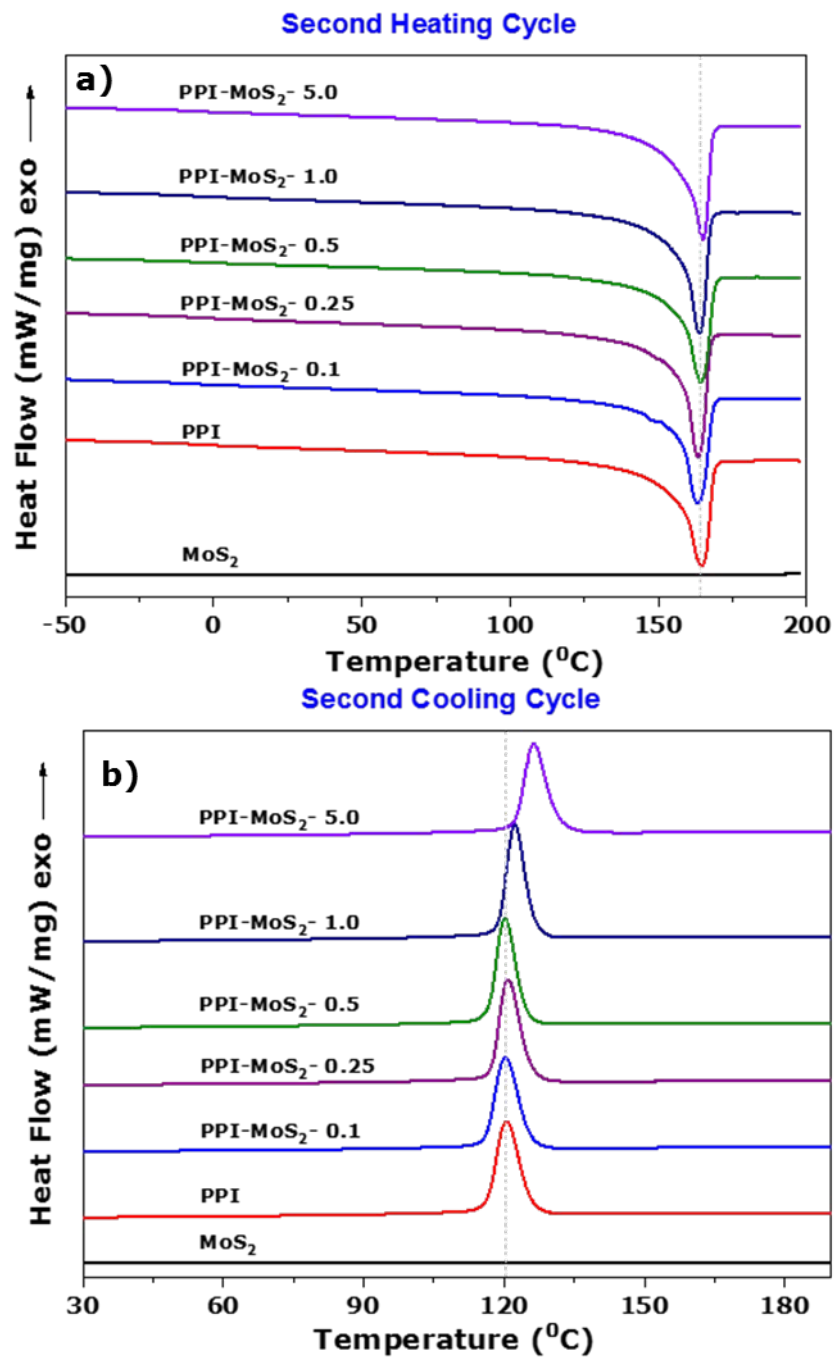 Second Heating Cycle
a)
Heat Flow (mW/mg) exo
PPI-MoS₂- 5.0
PPI-MoS₂- 1.0
PPI-MoS₂- 0.5
PPI-MoS₂- 0.25
PPI-MoS₂- 0.1
PPI
MoS₂
-50 0 50 100 150 200
Temperature (⁰C)
Second Cooling Cycle
b)
Heat Flow (mW/mg) exo
PPI-MoS₂- 5.0
PPI-MoS₂- 1.0
PPI-MoS₂- 0.5
PPI-MoS₂- 0.25
PPI-MoS₂- 0.1
PPI
MoS₂
30 60 90 120 150 180
Temperature (⁰C)